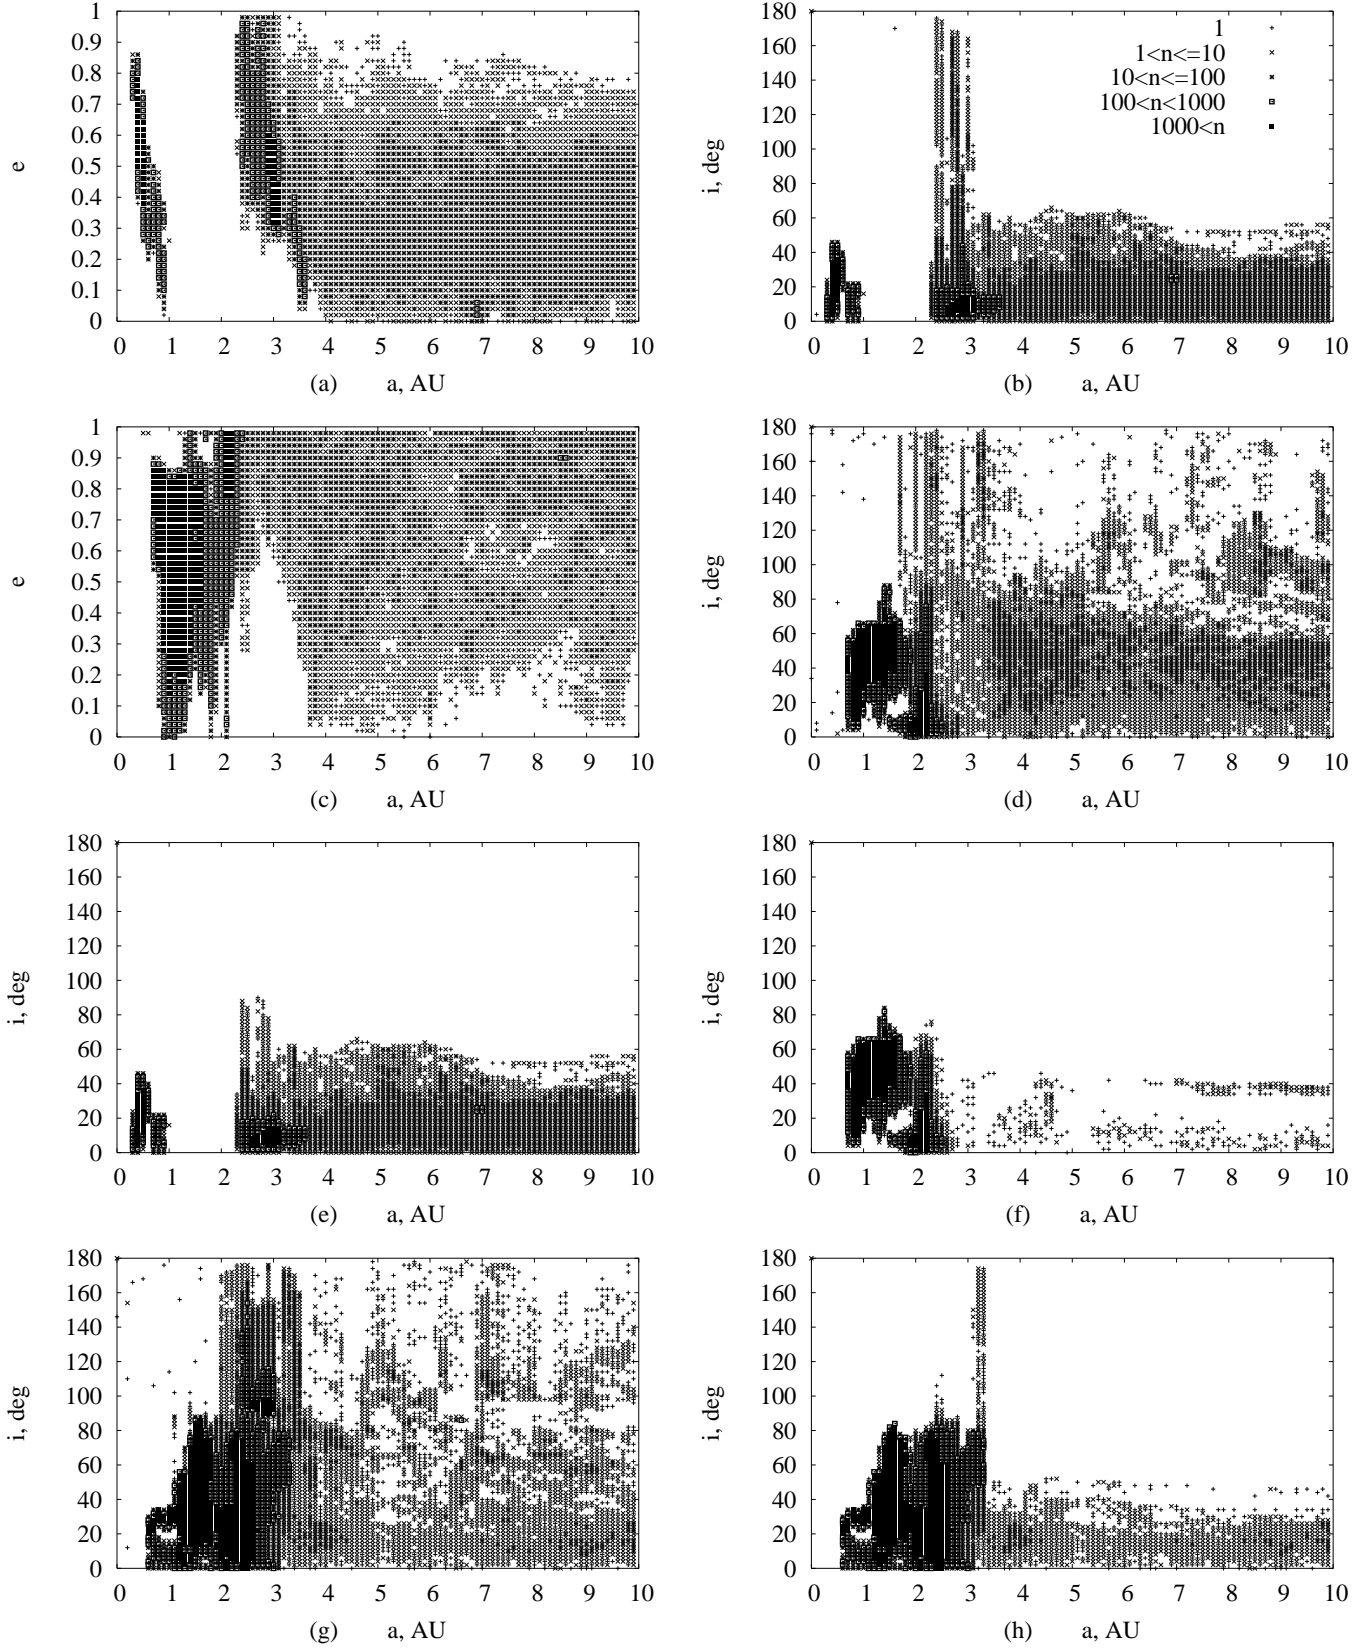 1
0.9
0.8
0.7
0.6
0.5
0.4
0.3
0.2
0.1
0
e
0 1 2 3 4 5 6 7 8 9 10
(a) a, AU
180
160
140
120
100
80
60
40
20
0
i, deg
1
1<n<=10
10<n<=100
100<n<1000
1000<n
0 1 2 3 4 5 6 7 8 9 10
(b) a, AU
1
0.9
0.8
0.7
0.6
0.5
0.4
0.3
0.2
0.1
0
e
0 1 2 3 4 5 6 7 8 9 10
(c) a, AU
180
160
140
120
100
80
60
40
20
0
i, deg
0 1 2 3 4 5 6 7 8 9 10
(d) a, AU
180
160
140
120
100
80
60
40
20
0
i, deg
0 1 2 3 4 5 6 7 8 9 10
(e) a, AU
180
160
140
120
100
80
60
40
20
0
i, deg
0 1 2 3 4 5 6 7 8 9 10
(f) a, AU
180
160
140
120
100
80
60
40
20
0
i, deg
0 1 2 3 4 5 6 7 8 9 10
(g) a, AU
180
160
140
120
100
80
60
40
20
0
i, deg
0 1 2 3 4 5 6 7 8 9 10
(h) a, AU